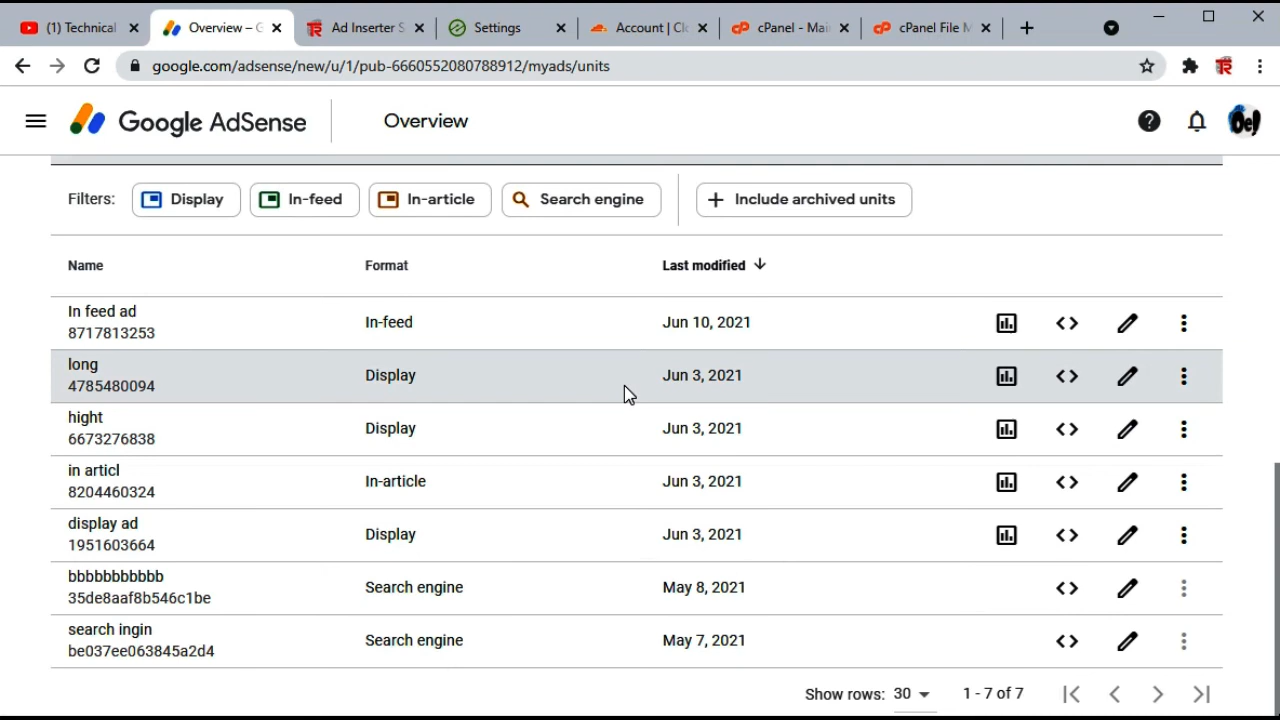 (1) Technical
Overview – G
Ad Inserter S
Settings
Account | Cl
cPanel - Mai
cPanel File M
google.com/adsense/new/u/1/pub-6660552080788912/myads/units
Google AdSense
Overview
Filters:
Display
In-feed
In-article
Search engine
Include archived units
Name
Format
Last modified
In feed ad
8717813253
In-feed
Jun 10, 2021
long
4785480094
Display
Jun 3, 2021
hight
6673276838
Display
Jun 3, 2021
in articl
8204460324
In-article
Jun 3, 2021
display ad
1951603664
Display
Jun 3, 2021
bbbbbbbbbbb
35de8aaf8b546c1be
Search engine
May 8, 2021
search ingin
be037ee063845a2d4
Search engine
May 7, 2021
Show rows: 30
1 - 7 of 7